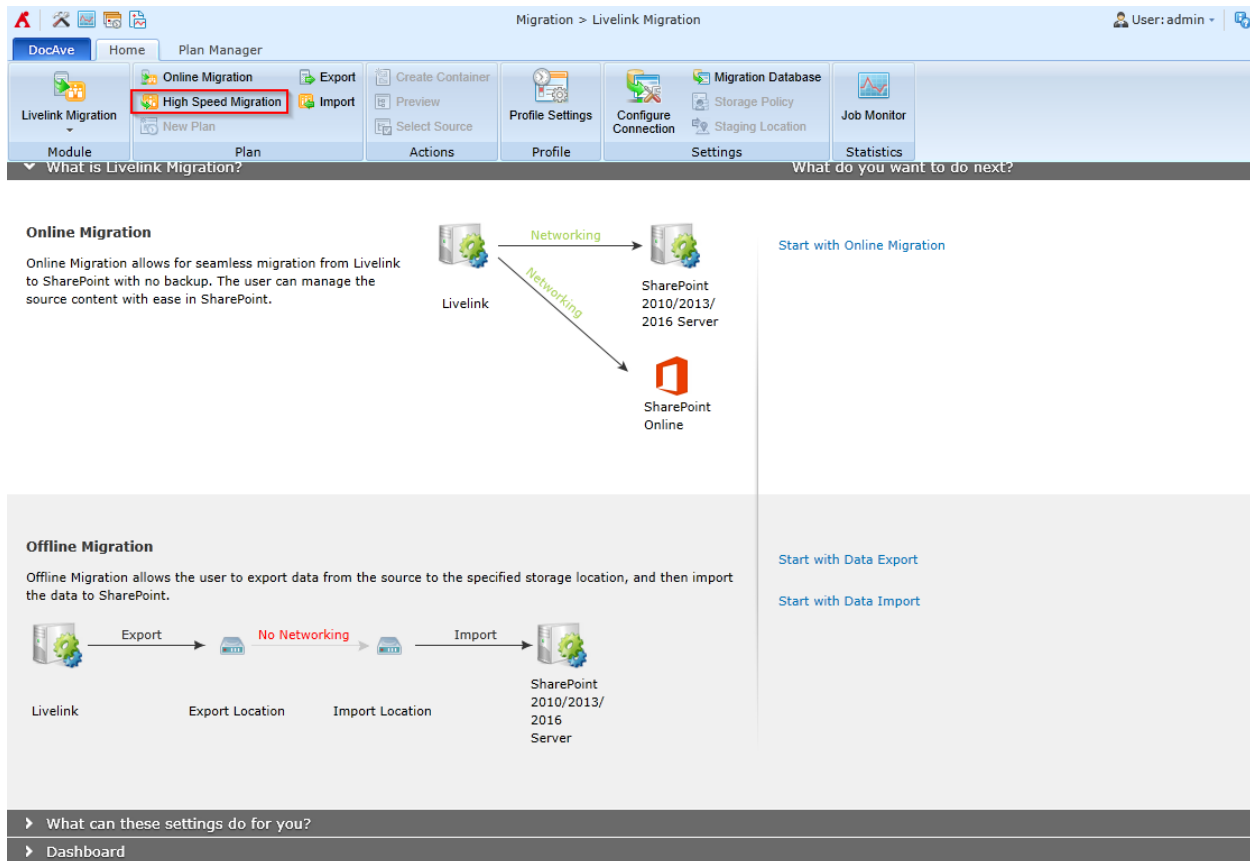 Migration > Livelink Migration
User: admin
DocAve Home Plan Manager
Livelink Migration
Module
Online Migration Export
High Speed Migration Import
New Plan
Plan
Create Container
Preview
Select Source
Actions
Profile Settings
Profile
Configure
Connection
Migration Database
Storage Policy
Staging Location
Settings
Job Monitor
Statistics
What is Livelink Migration? What do you want to do next?
Online Migration
Online Migration allows for seamless migration from Livelink
to SharePoint with no backup. The user can manage the
source content with ease in SharePoint.
Networking
Networking
Livelink
SharePoint
2010/2013/
2016 Server
SharePoint
Online
Start with Online Migration
Offline Migration
Offline Migration allows the user to export data from the source to the specified storage location, and then import
the data to SharePoint.
Export No Networking Import
Livelink Export Location Import Location
SharePoint
2010/2013/
2016
Server
Start with Data Export
Start with Data Import
What can these settings do for you?
Dashboard